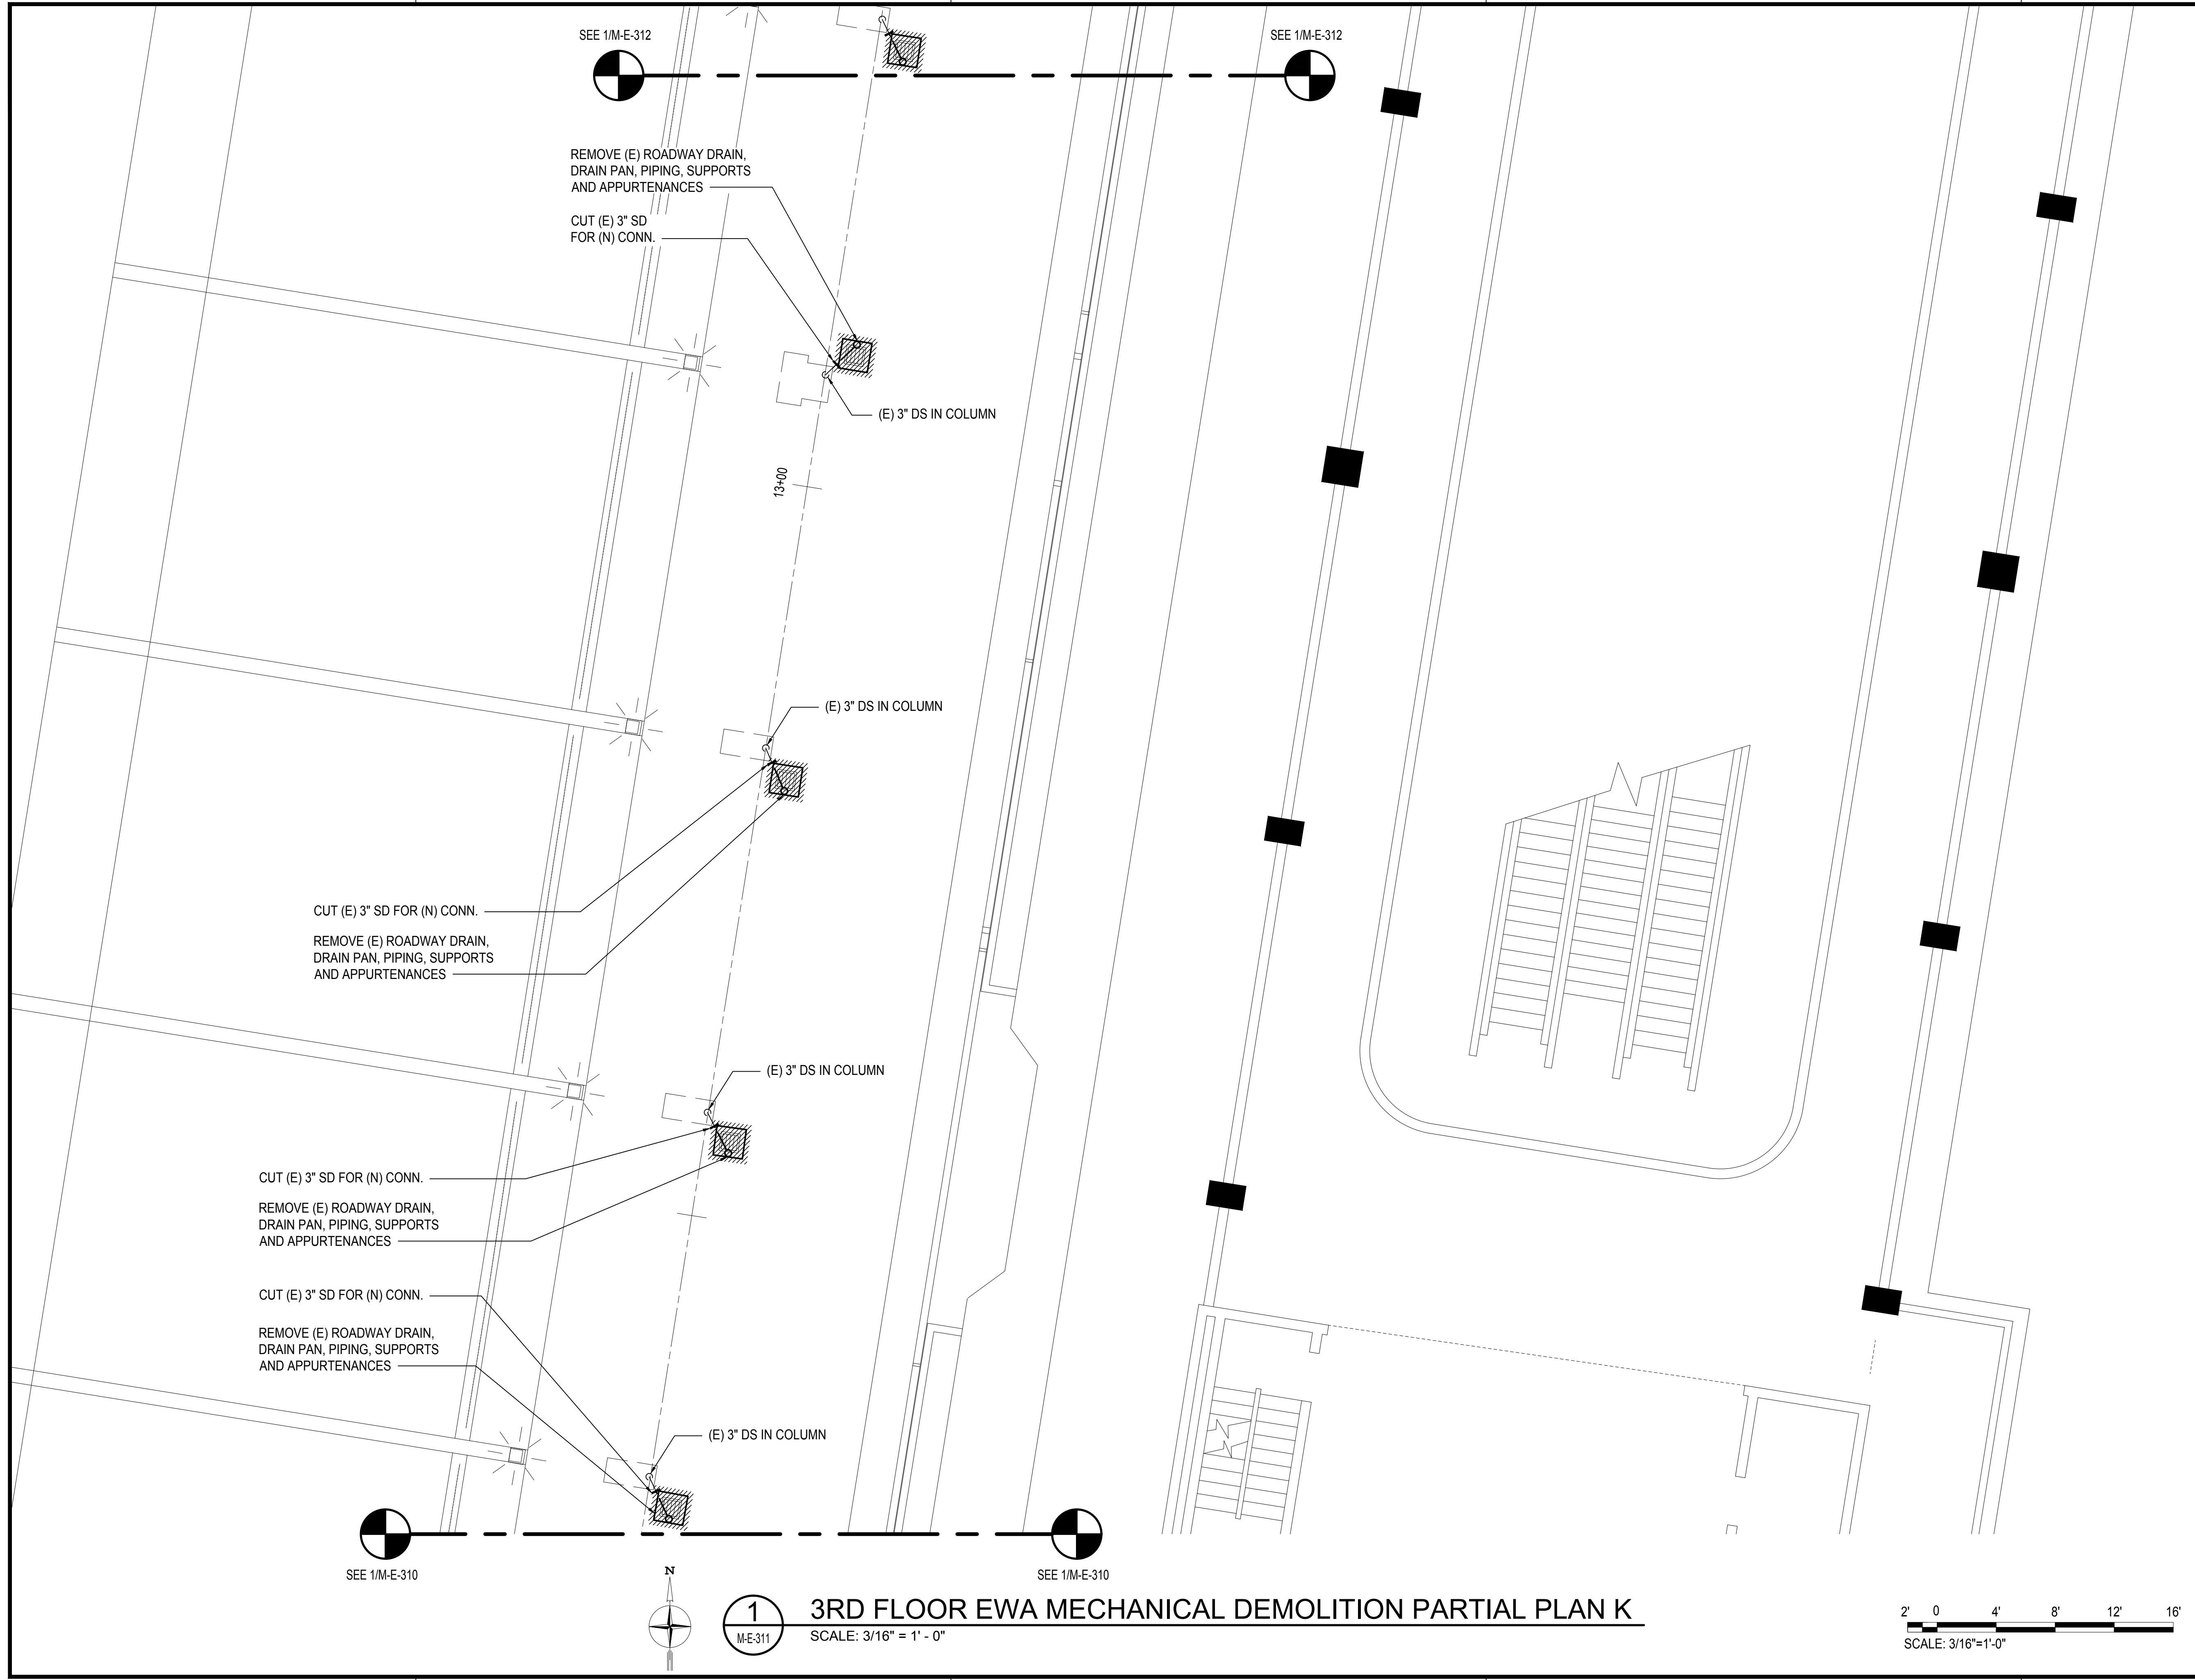 SEE 1/M-E-312
SEE 1/M-E-312
REMOVE (E) ROADWAY DRAIN,
DRAIN PAN, PIPING, SUPPORTS
AND APPURTENANCES
CUT (E) 3" SD
FOR (N) CONN.
(E) 3" DS IN COLUMN
13+00
(E) 3" DS IN COLUMN
CUT (E) 3" SD FOR (N) CONN.
REMOVE (E) ROADWAY DRAIN,
DRAIN PAN, PIPING, SUPPORTS
AND APPURTENANCES
(E) 3" DS IN COLUMN
CUT (E) 3" SD FOR (N) CONN.
REMOVE (E) ROADWAY DRAIN,
DRAIN PAN, PIPING, SUPPORTS
AND APPURTENANCES
CUT (E) 3" SD FOR (N) CONN.
REMOVE (E) ROADWAY DRAIN,
DRAIN PAN, PIPING, SUPPORTS
AND APPURTENANCES
(E) 3" DS IN COLUMN
SEE 1/M-E-310
SEE 1/M-E-310
N
1
M-E-311
3RD FLOOR EWA MECHANICAL DEMOLITION PARTIAL PLAN K
SCALE: 3/16" = 1' - 0"
2' 0 4' 8' 12' 16'
SCALE: 3/16"=1'-0"